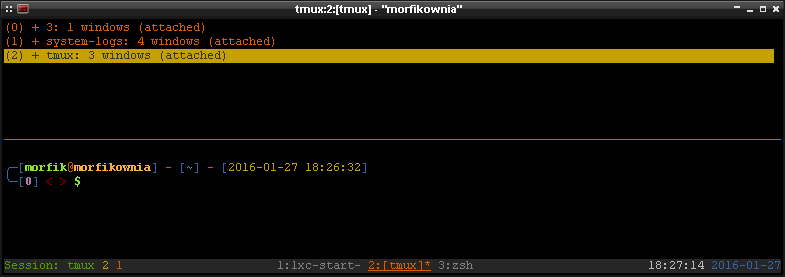 tmux:2:[tmux] - "morfikownia"
(0) + 3: 1 windows (attached)
(1) + system-logs: 4 windows (attached)
(2) + tmux: 3 windows (attached)
[morfik@morfikownia] - [~] - [2016-01-27 18:26:32]
[0] < > $
Session: tmux 2 1 1:lxc-start- 2:[tmux]* 3:zsh 18:27:14 2016-01-27